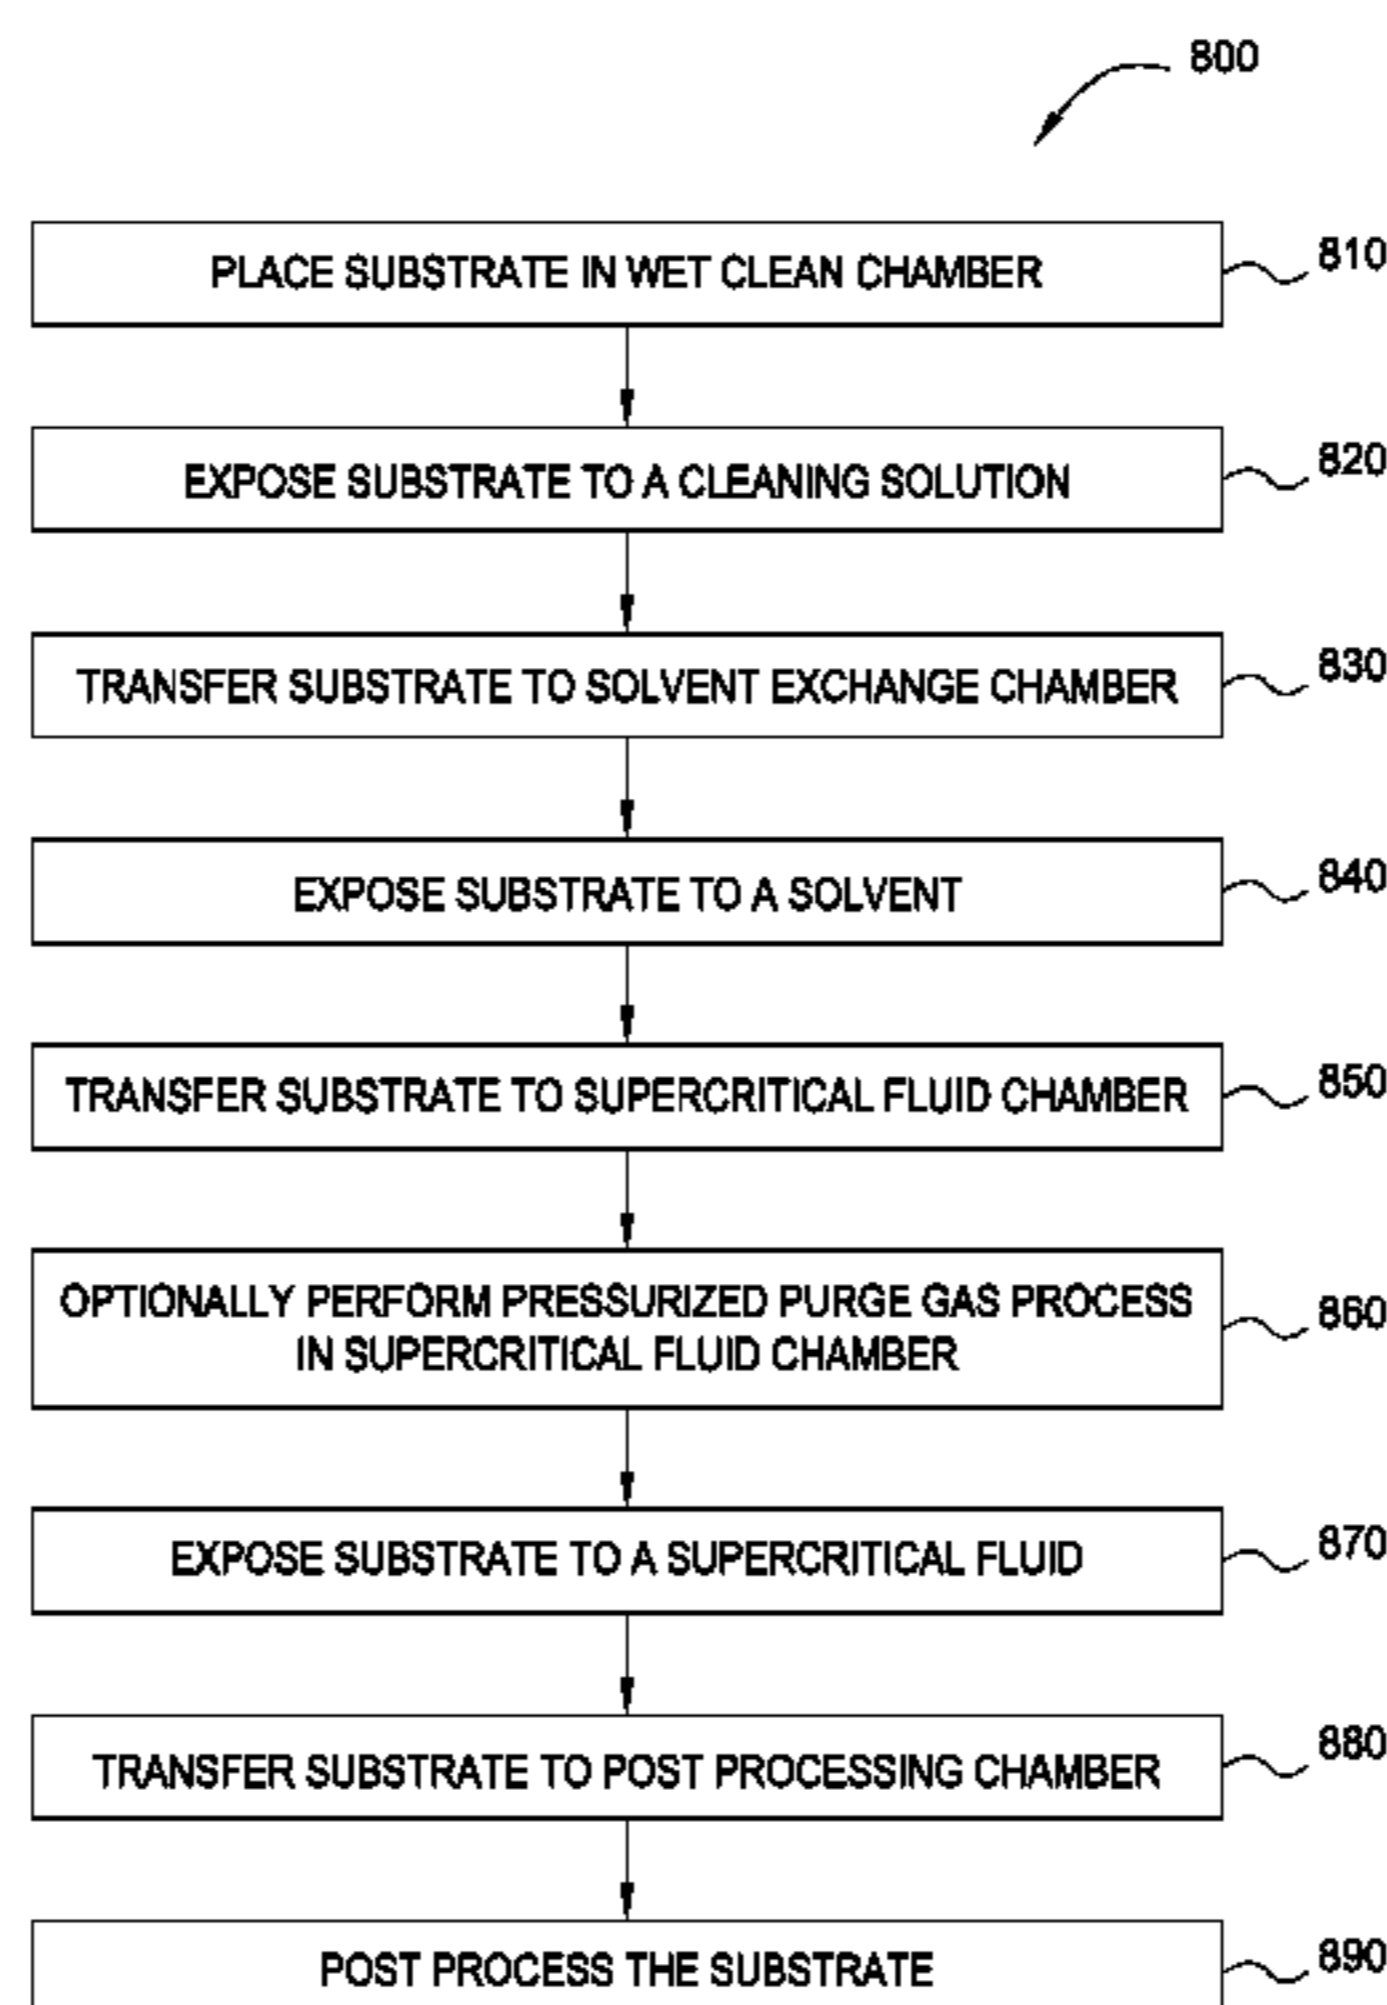 800
PLACE SUBSTRATE IN WET CLEAN CHAMBER 810
EXPOSE SUBSTRATE TO A CLEANING SOLUTION 820
TRANSFER SUBSTRATE TO SOLVENT EXCHANGE CHAMBER 830
EXPOSE SUBSTRATE TO A SOLVENT 840
TRANSFER SUBSTRATE TO SUPERCRITICAL FLUID CHAMBER 850
OPTIONALLY PERFORM PRESSURIZED PURGE GAS PROCESS 860
IN SUPERCRITICAL FLUID CHAMBER
EXPOSE SUBSTRATE TO A SUPERCRITICAL FLUID 870
TRANSFER SUBSTRATE TO POST PROCESSING CHAMBER 880
POST PROCESS THE SUBSTRATE 890